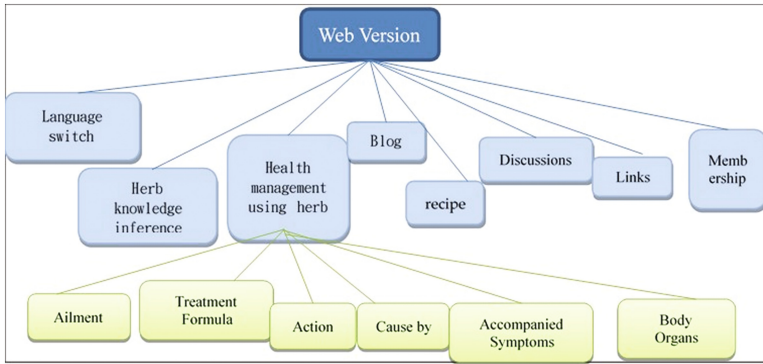 Web Version
Language
switch
Herb
knowledge
inference
Health
management
using herb
Blog
recipe
Discussions
Links
Memb
ership
Ailment
Treatment
Formula
Action
Cause by
Accompanied
Symptoms
Body
Organs